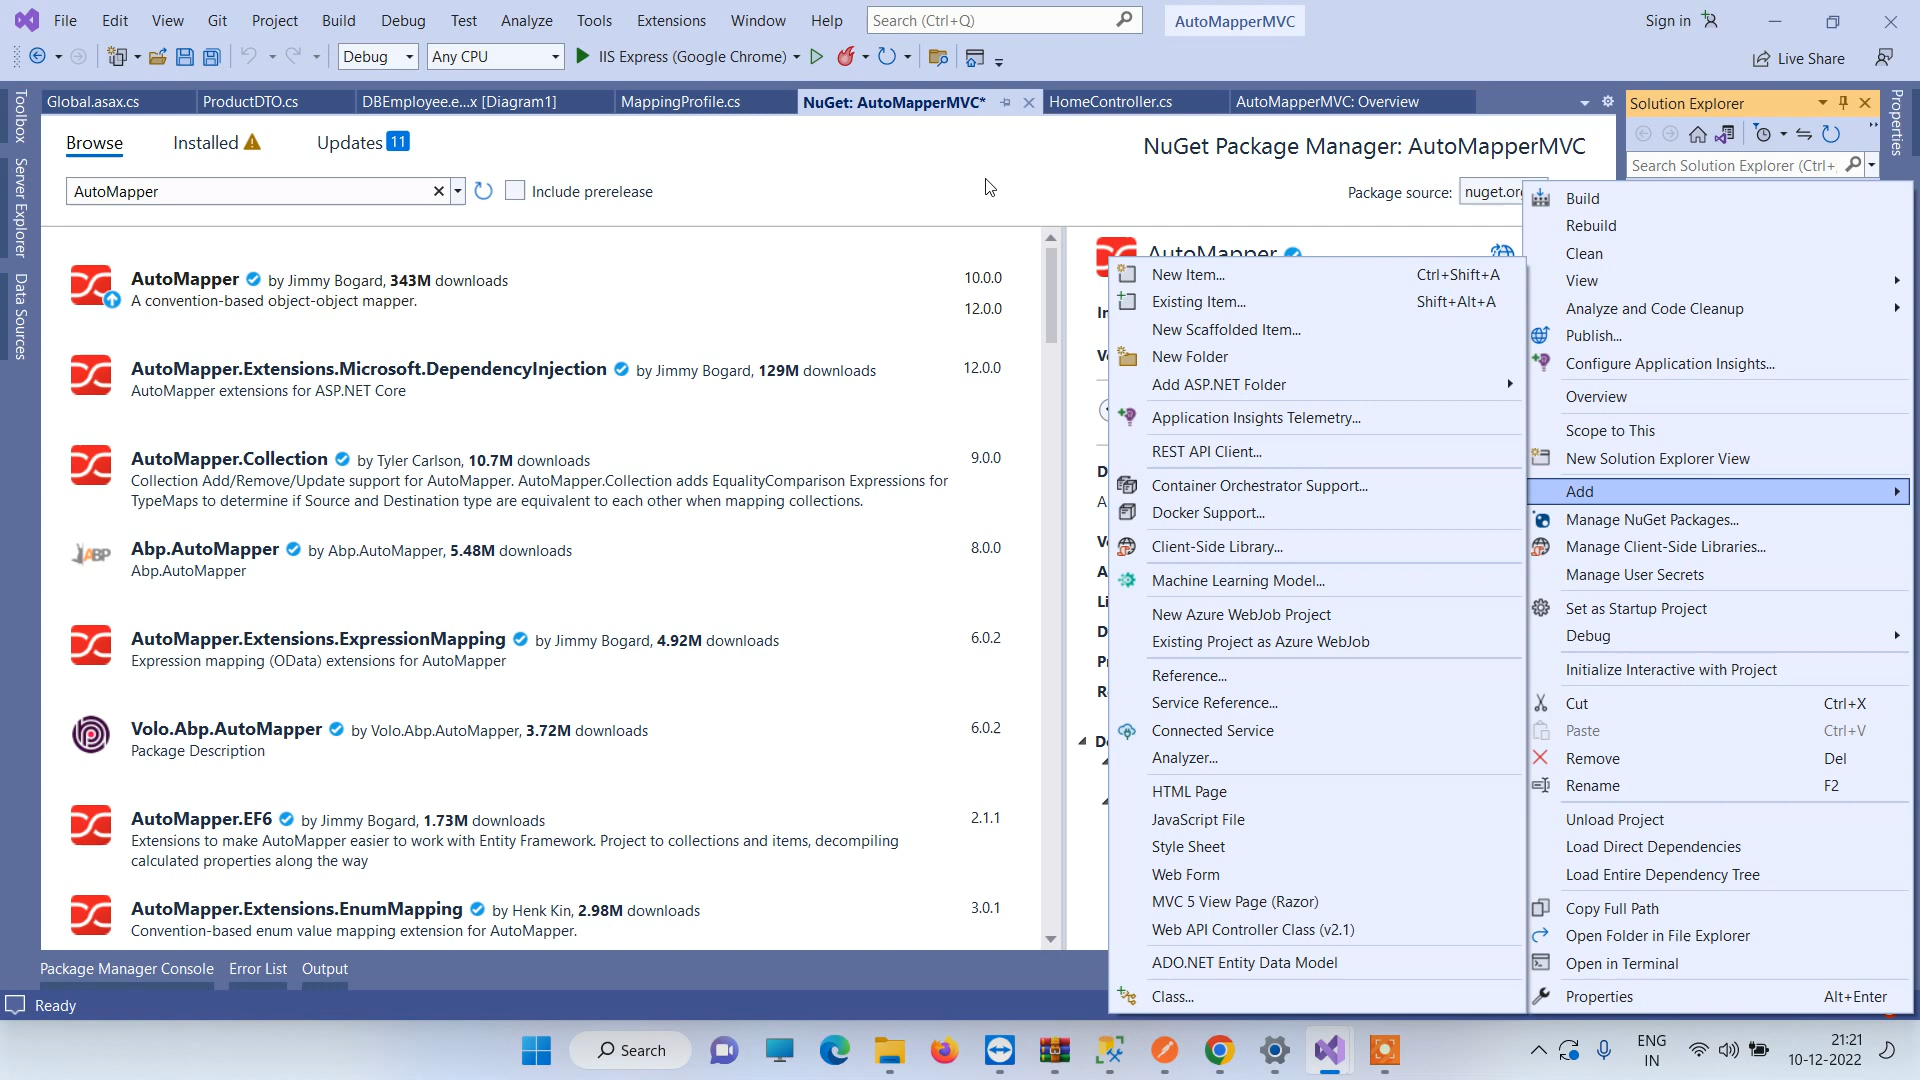 File Edit View Git Project Build Debug Test Analyze Tools Extensions Window Help Search (Ctrl+Q) AutoMapperMVC Sign in
Debug Any CPU IIS Express (Google Chrome) Live Share
Global.asax.cs ProductDTO.cs DBEmployee.e...x [Diagram1] MappingProfile.cs NuGet: AutoMapperMVC* HomeController.cs AutoMapperMVC: Overview
Toolbox
Server Explorer
Data Sources
Browse Installed Updates 11
NuGet Package Manager: AutoMapperMVC
AutoMapper Include prerelease Package source: nuget.org
AutoMapper by Jimmy Bogard, 343M downloads 10.0.0
A convention-based object-object mapper. 12.0.0
AutoMapper.Extensions.Microsoft.DependencyInjection by Jimmy Bogard, 129M downloads 12.0.0
AutoMapper extensions for ASP.NET Core
AutoMapper.Collection by Tyler Carlson, 10.7M downloads 9.0.0
Collection Add/Remove/Update support for AutoMapper. AutoMapper.Collection adds EqualityComparison Expressions for
TypeMaps to determine if Source and Destination type are equivalent to each other when mapping collections.
ABP
Abp.AutoMapper by Abp.AutoMapper, 5.48M downloads 8.0.0
Abp.AutoMapper
AutoMapper.Extensions.ExpressionMapping by Jimmy Bogard, 4.92M downloads 6.0.2
Expression mapping (OData) extensions for AutoMapper
Volo.Abp.AutoMapper by Volo.Abp.AutoMapper, 3.72M downloads 6.0.2
Package Description
AutoMapper.EF6 by Jimmy Bogard, 1.73M downloads 2.1.1
Extensions to make AutoMapper easier to work with Entity Framework. Project to collections and items, decompiling
calculated properties along the way
AutoMapper.Extensions.EnumMapping by Henk Kin, 2.98M downloads 3.0.1
Convention-based enum value mapping extension for AutoMapper.
AutoMapper
New Item... Ctrl+Shift+A
Existing Item... Shift+Alt+A
New Scaffolded Item...
New Folder
Add ASP.NET Folder
Application Insights Telemetry...
REST API Client...
Container Orchestrator Support...
Docker Support...
Client-Side Library...
Machine Learning Model...
New Azure WebJob Project
Existing Project as Azure WebJob
Reference...
Service Reference...
Connected Service
Analyzer...
HTML Page
JavaScript File
Style Sheet
Web Form
MVC 5 View Page (Razor)
Web API Controller Class (v2.1)
ADO.NET Entity Data Model
Class...
Solution Explorer
Search Solution Explorer (Ctrl+
Properties
Build
Rebuild
Clean
View
Analyze and Code Cleanup
Publish...
Configure Application Insights...
Overview
Scope to This
New Solution Explorer View
Add
Manage NuGet Packages...
Manage Client-Side Libraries...
Manage User Secrets
Set as Startup Project
Debug
Initialize Interactive with Project
Cut Ctrl+X
Paste Ctrl+V
Remove Del
Rename F2
Unload Project
Load Direct Dependencies
Load Entire Dependency Tree
Copy Full Path
Open Folder in File Explorer
Open in Terminal
Properties Alt+Enter
Package Manager Console Error List Output
Ready
Search
ENG
IN
21:21
10-12-2022